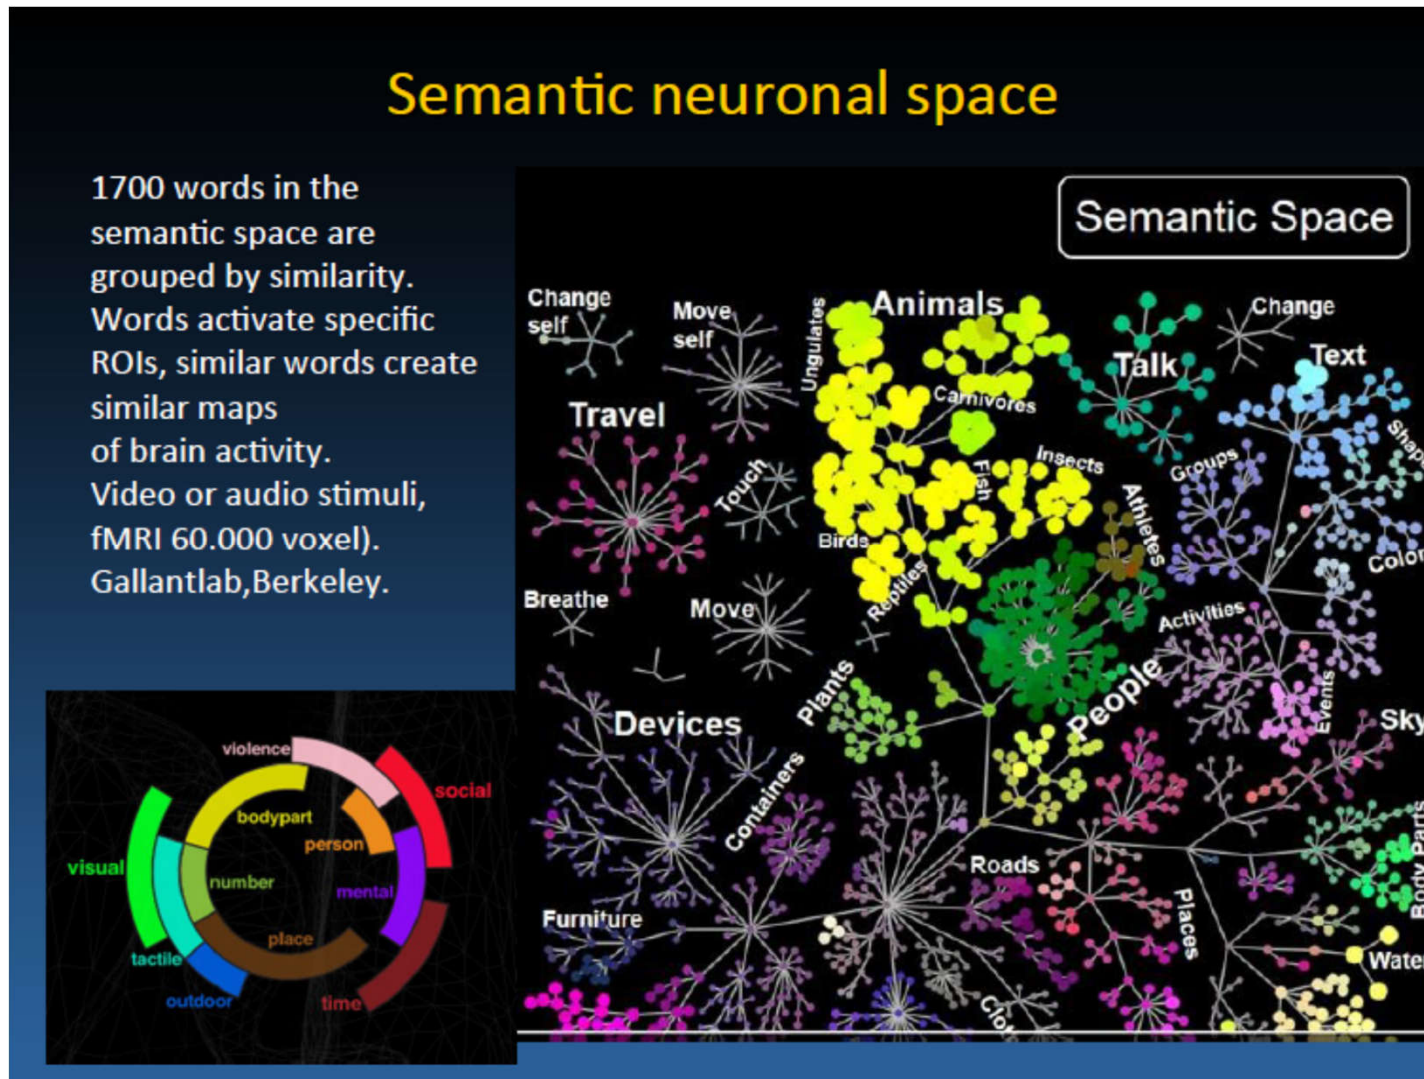 Semantic neuronal space
1700 words in the
semantic space are
grouped by similarity.
Words activate specific
ROIs, similar words create
similar maps
of brain activity.
Video or audio stimuli,
fMRI 60.000 voxel).
Gallantlab,Berkeley.
Semantic Space
Change
self
Move
self
Ungulates
Animals
Carnivores
Talk
Change
Text
Travel
Touch
Fish
Insects
Groups
Athletes
Birds
Reptiles
Color
Breathe
Move
Activities
Plants
People
Events
Sky
Devices
Containers
Roads
Places
Body Parts
Furniture
Water
violence
social
bodypart
person
visual
number
mental
place
tactile
outdoor
time